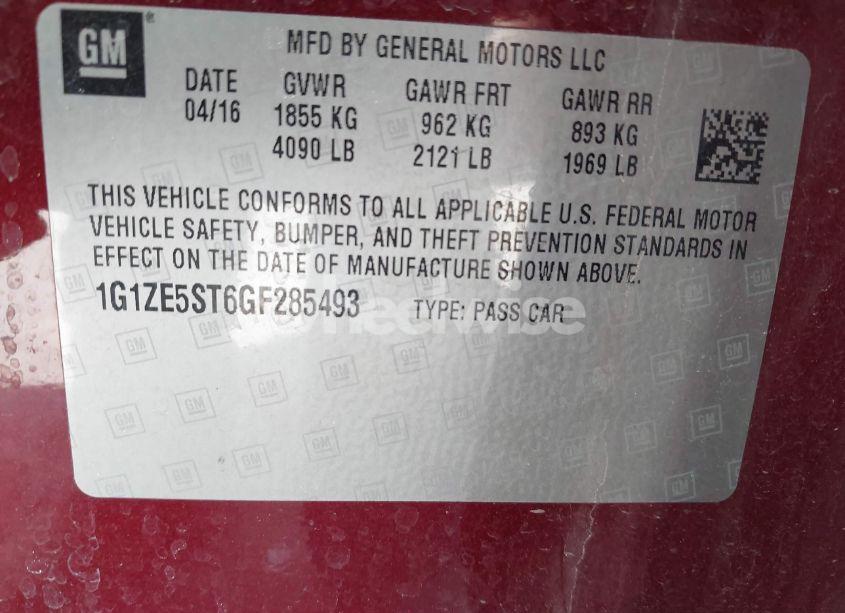 GM
MFD BY GENERAL MOTORS LLC
DATE GVWR GAWR FRT GAWR RR
04/16 1855 KG 962 KG 893 KG
4090 LB 2121 LB 1969 LB
THIS VEHICLE CONFORMS TO ALL APPLICABLE U.S. FEDERAL MOTOR
VEHICLE SAFETY, BUMPER, AND THEFT PREVENTION STANDARDS IN
EFFECT ON THE DATE OF MANUFACTURE SHOWN ABOVE.
1G1ZE5ST6GF285493 TYPE: PASS CAR